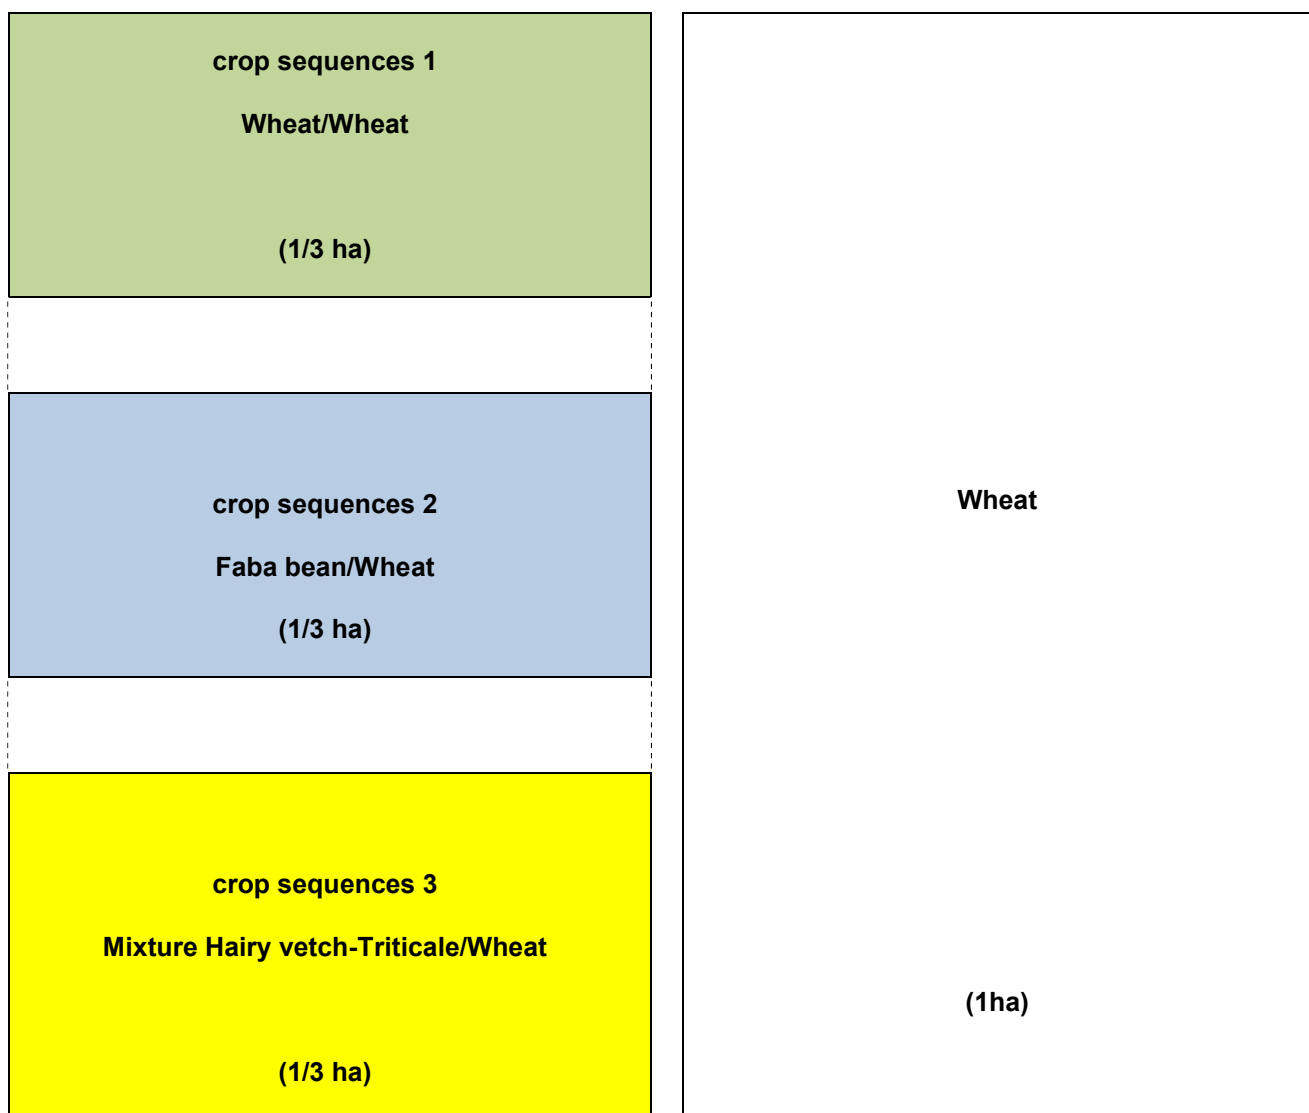 crop sequences 1
Wheat/Wheat
(1/3 ha)
crop sequences 2
Faba bean/Wheat
(1/3 ha)
crop sequences 3
Mixture Hairy vetch-Triticale/Wheat
(1/3 ha)
Wheat
(1ha)